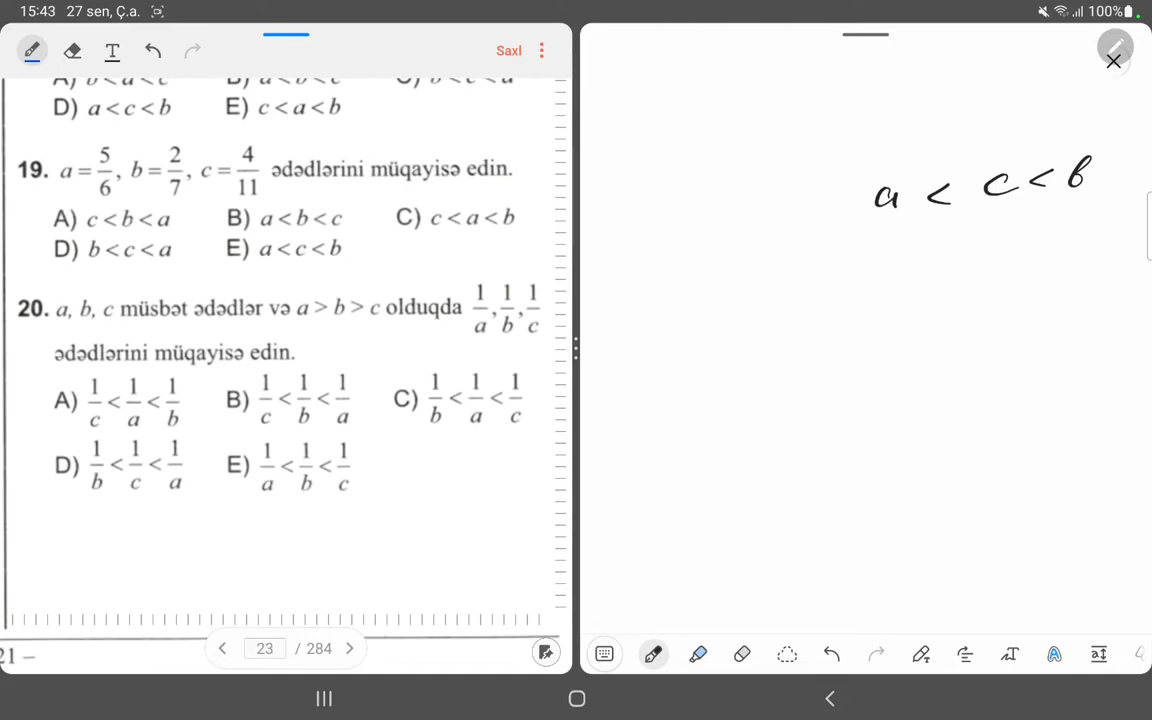 15:43 27 sen, Ç.a. 100%
Saxl
D) a < c < b E) c < a < b
19. a = 5/6, b = 2/7, c = 4/11 ədədlərini müqayisə edin.
A) c < b < a B) a < b < c C) c < a < b
D) b < c < a E) a < c < b
20. a, b, c müsbət ədədlər və a > b > c olduqda 1/a, 1/b, 1/c
ədədlərini müqayisə edin.
A) 1/c < 1/a < 1/b B) 1/c < 1/b < 1/a C) 1/b < 1/a < 1/c
D) 1/b < 1/c < 1/a E) 1/a < 1/b < 1/c
23 / 284
21 –
a < c < b